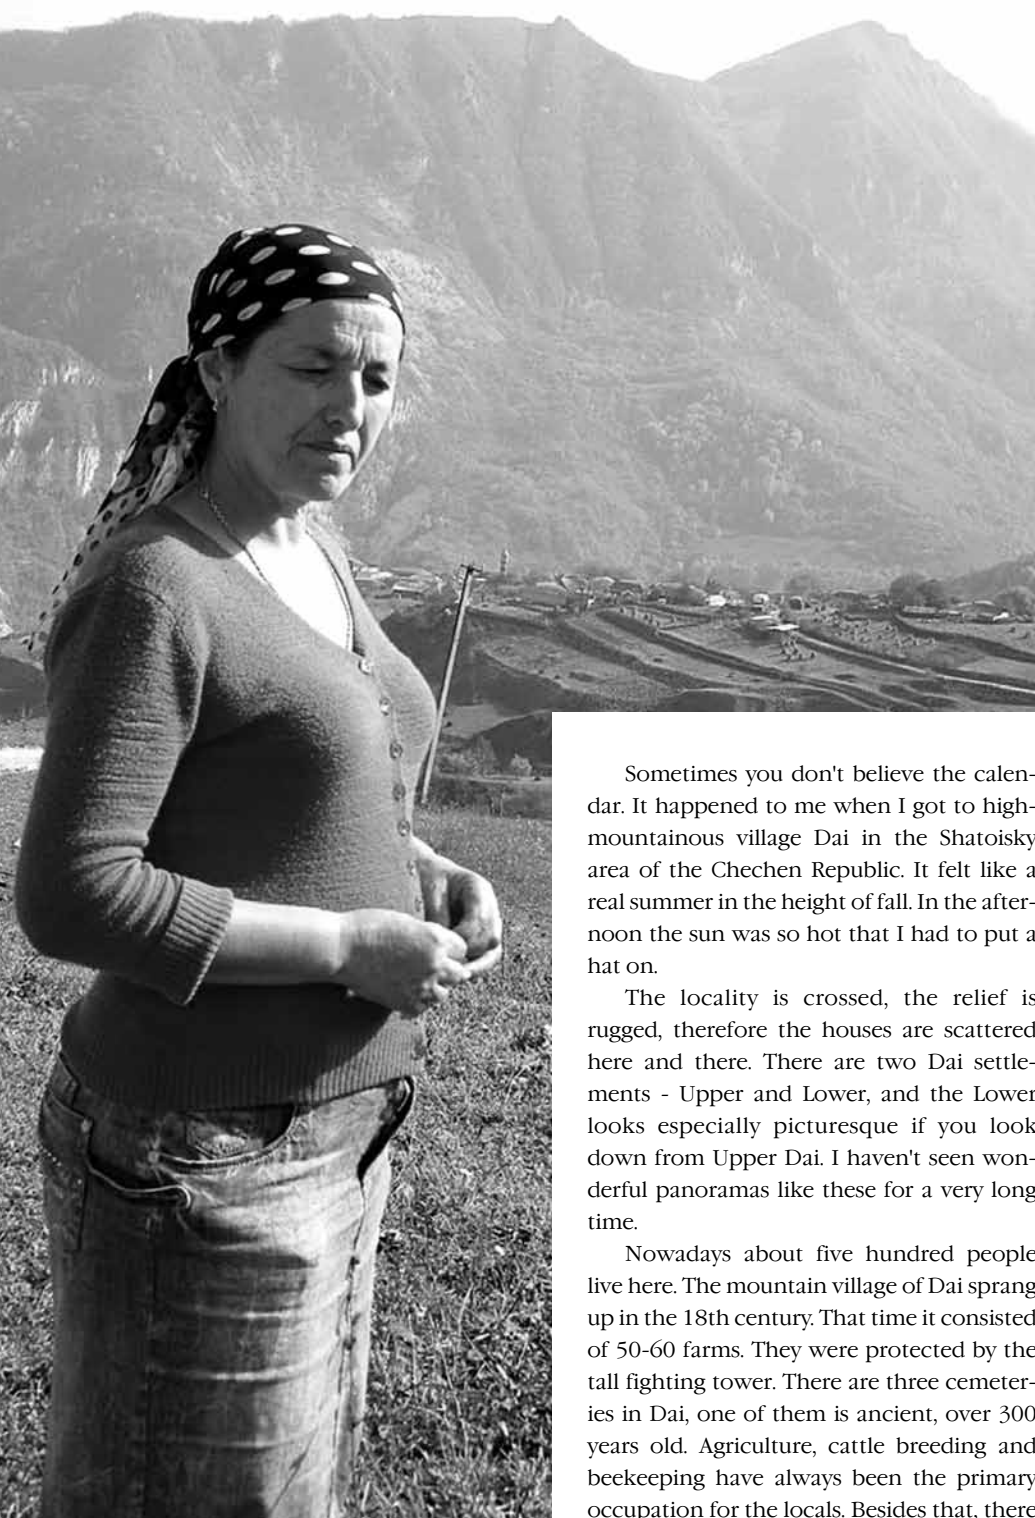 Sometimes you don't believe the calen-
dar. It happened to me when I got to high-
mountainous village Dai in the Shatoisky
area of the Chechen Republic. It felt like a
real summer in the height of fall. In the after-
noon the sun was so hot that I had to put a
hat on.
The locality is crossed, the relief is
rugged, therefore the houses are scattered
here and there. There are two Dai settle-
ments - Upper and Lower, and the Lower
looks especially picturesque if you look
down from Upper Dai. I haven't seen won-
derful panoramas like these for a very long
time.
Nowadays about five hundred people
live here. The mountain village of Dai sprang
up in the 18th century. That time it consisted
of 50-60 farms. They were protected by the
tall fighting tower. There are three cemeter-
ies in Dai, one of them is ancient, over 300
years old. Agriculture, cattle breeding and
beekeeping have always been the primary
occupation for the locals. Besides that, there